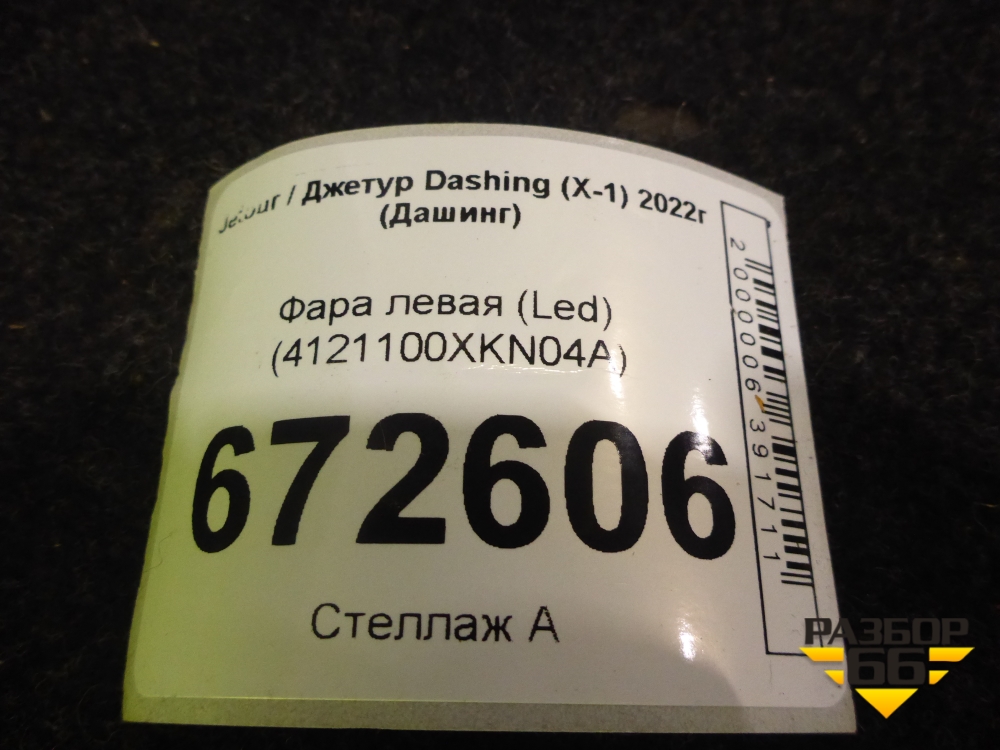 Jetour / Джетур Dashing (X-1) 2022г
(Дашинг)
Фара левая (Led)
(4121100XKN04A)
672606
Стеллаж А
2000006391711
РАЗБОР
66